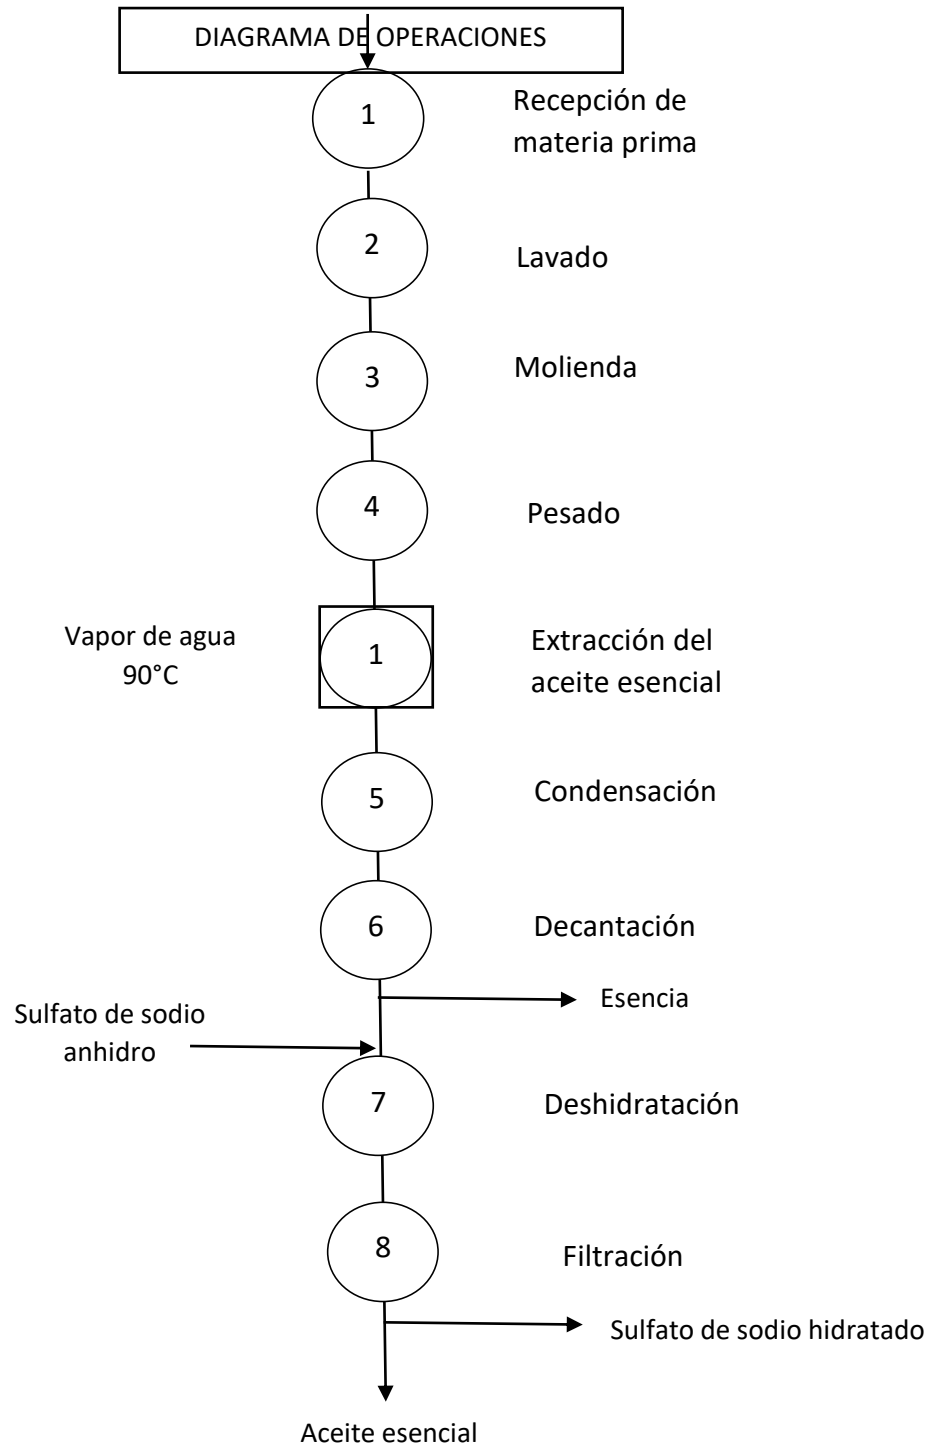 DIAGRAMA DE OPERACIONES
1
Recepción de
materia prima
2
Lavado
3
Molienda
4
Pesado
Vapor de agua
90°C
1
Extracción del
aceite esencial
5
Condensación
6
Decantación
Esencia
Sulfato de sodio
anhidro
7
Deshidratación
8
Filtración
Sulfato de sodio hidratado
Aceite esencial